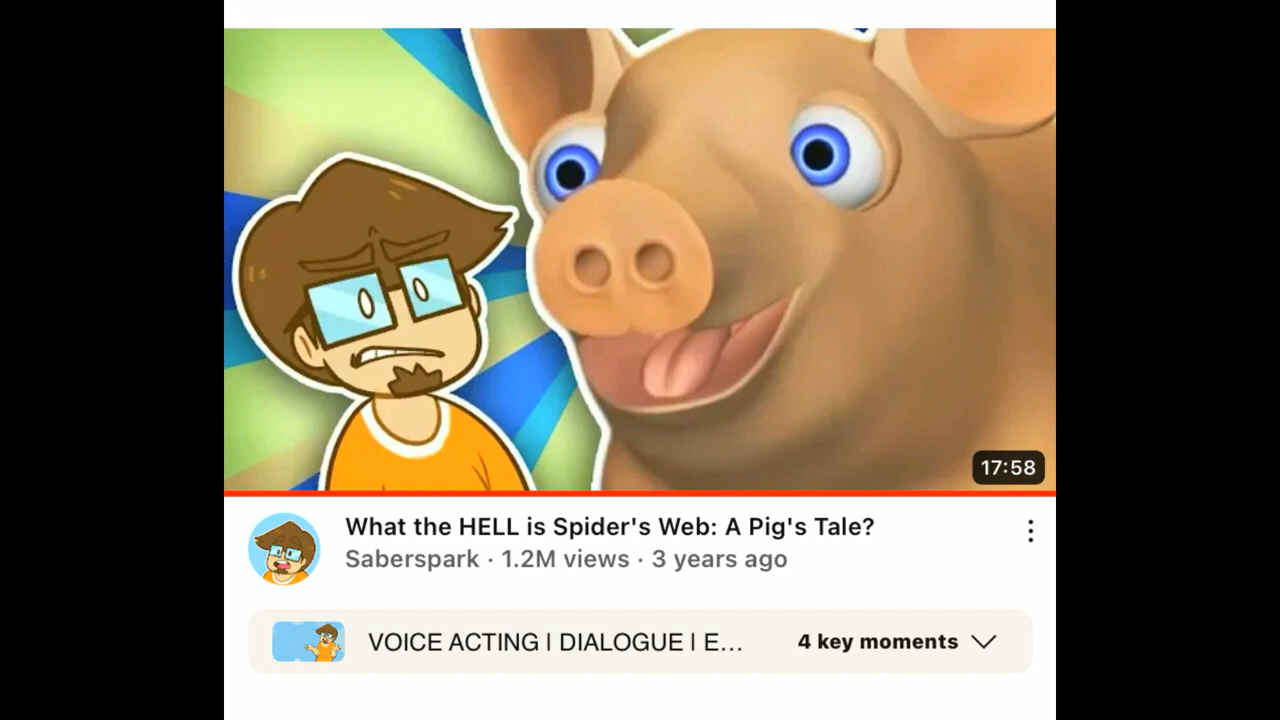 17:58
What the HELL is Spider's Web: A Pig's Tale?
Saberspark · 1.2M views · 3 years ago
VOICE ACTING | DIALOGUE | E... 4 key moments